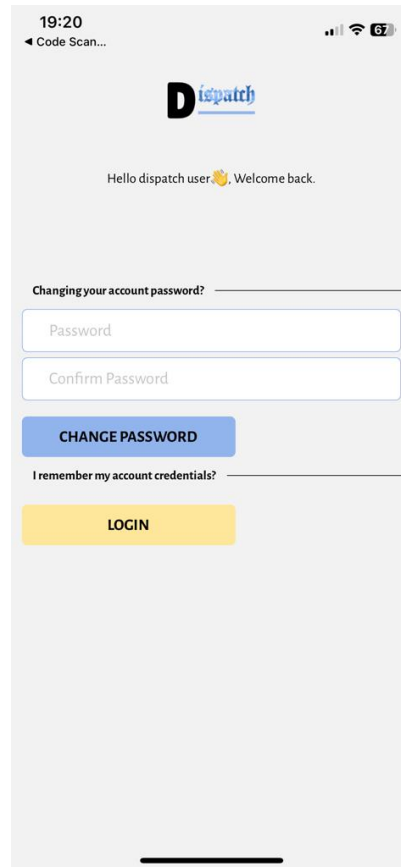 19:20
◀ Code Scan...
67
Dispatch
Hello dispatch user👋, Welcome back.
Changing your account password?
Password
Confirm Password
CHANGE PASSWORD
I remember my account credentials?
LOGIN